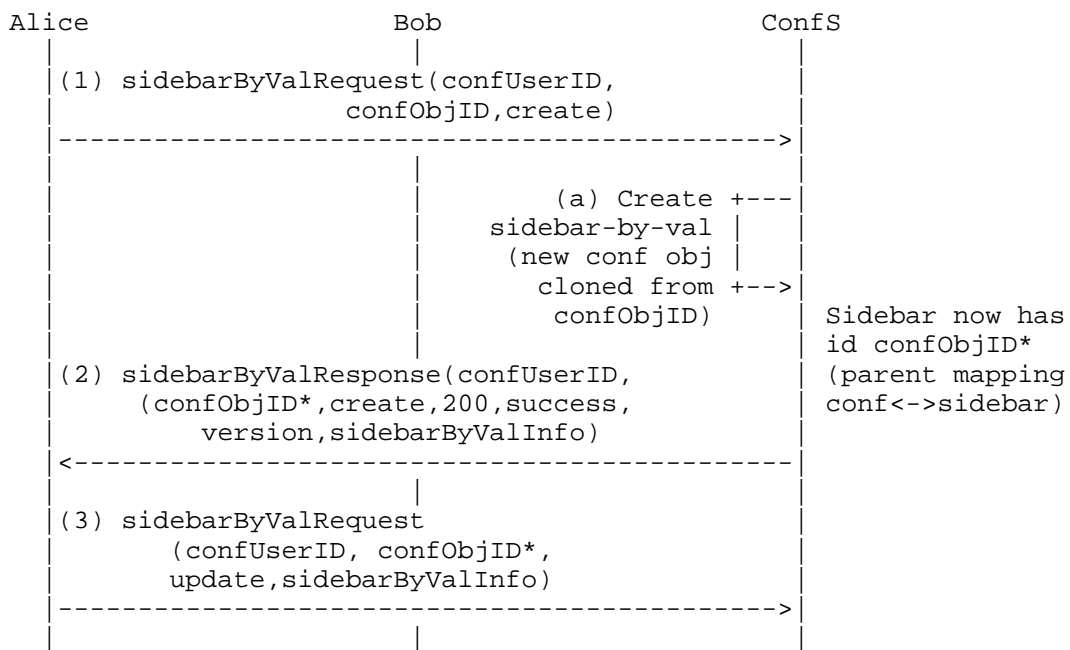 Alice Bob ConfS
(1) sidebarByValRequest(confUserID,
confObjID,create)
(a) Create
sidebar-by-val
(new conf obj
cloned from
confObjID) Sidebar now has
id confObjID*
(2) sidebarByValResponse(confUserID, (parent mapping
(confObjID*,create,200,success, conf<->sidebar)
version,sidebarByValInfo)
(3) sidebarByValRequest
(confUserID, confObjID*,
update,sidebarByValInfo)